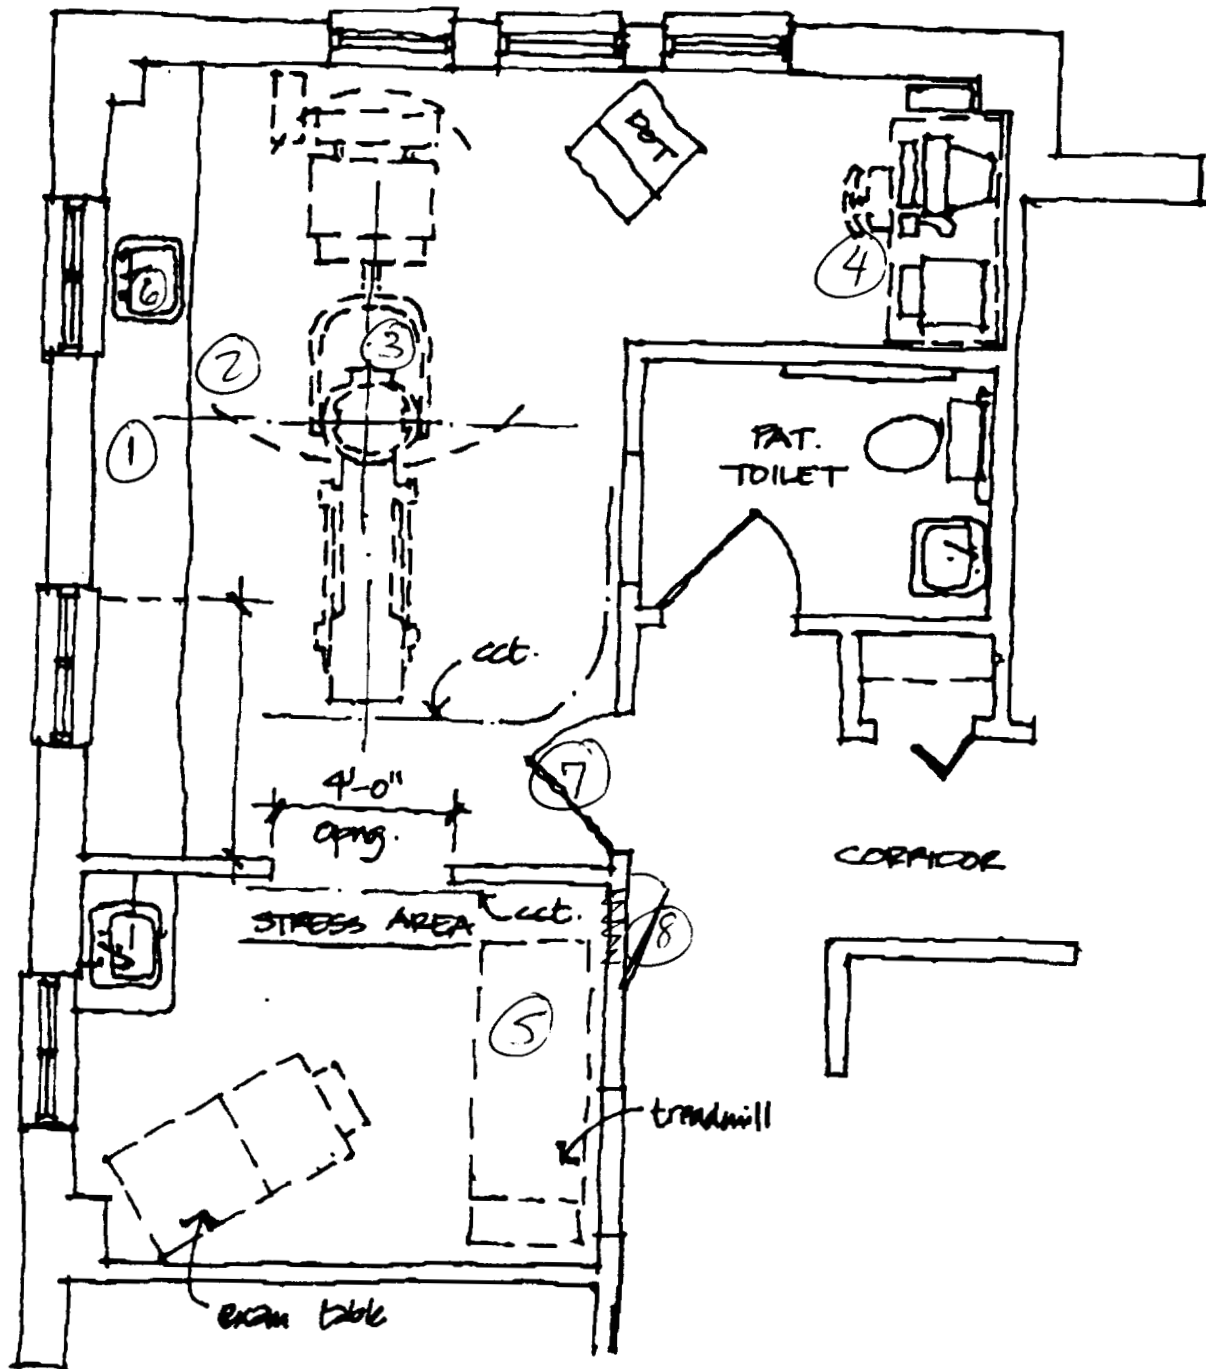 6
2
3
1
4
PAT.
TOILET
cct.
4'-0"
opng.
7
CORRIDOR
STRESS AREA
cct.
8
5
treadmill
exam table